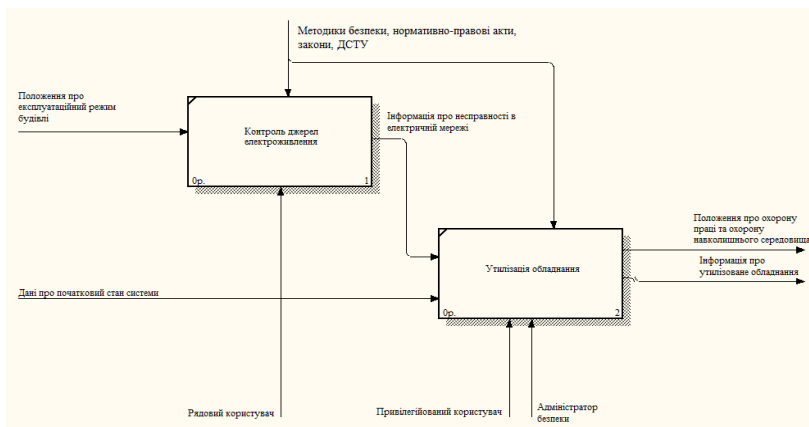 Методики безпеки, нормативно-правові акти,
закони, ДСТУ
Положення про
експлуатаційний режим
будівлі
Контроль джерел
електроживлення
0р.
1
Інформація про несправності в
електричній мережі
Положення про охорону
праці та охорону
навколишнього середовища
Утилізація обладнання
Інформація про
утилізоване обладнання
Дані про початковий стан системи
0р.
2
Рядовий користувач
Привілегійований користувач
Адміністратор
безпеки